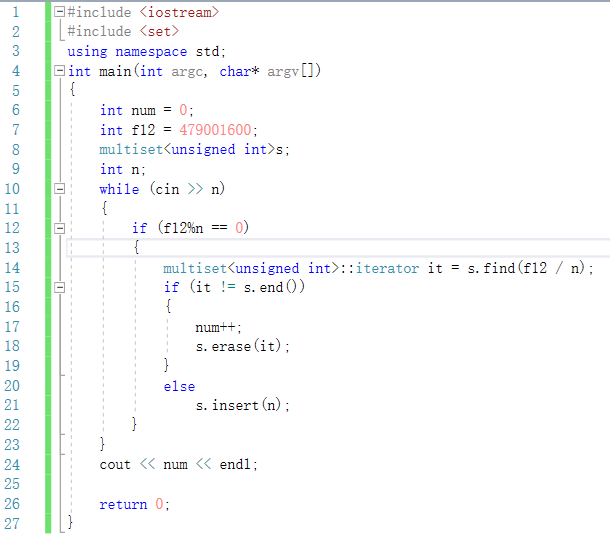 1 #include <iostream>
2 #include <set>
3 using namespace std;
4 int main(int argc, char* argv[])
5 {
6 int num = 0;
7 int f12 = 479001600;
8 multiset<unsigned int>s;
9 int n;
10 while (cin >> n)
11 {
12 if (f12%n == 0)
13 {
14 multiset<unsigned int>::iterator it = s.find(f12 / n);
15 if (it != s.end())
16 {
17 num++;
18 s.erase(it);
19 }
20 else
21 s.insert(n);
22 }
23 }
24 cout << num << endl;
25
26 return 0;
27 }